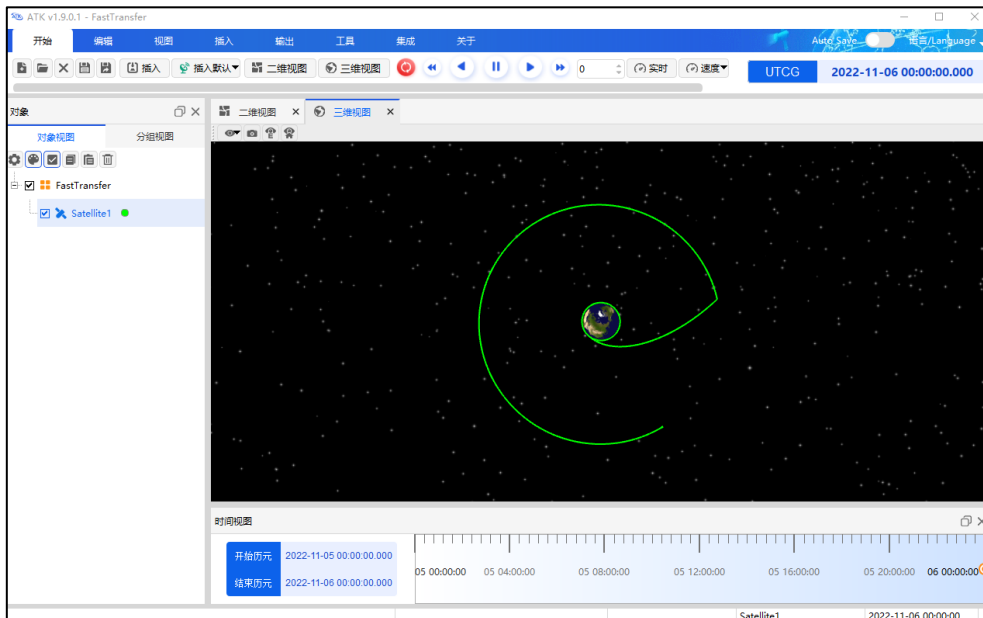 ATK v1.9.0.1 - FastTransfer
开始 编辑 视图 插入 输出 工具 集成 关于 Auto Save 语言/Language
插入 插入默认 二维视图 三维视图 0 实时 速度 UTCG 2022-11-06 00:00:00.000
对象 二维视图 三维视图
对象视图 分组视图
FastTransfer
Satellite1
时间视图
开始历元 2022-11-05 00:00:00.000
结束历元 2022-11-06 00:00:00.000
05 00:00:00 05 04:00:00 05 08:00:00 05 12:00:00 05 16:00:00 05 20:00:00 06 00:00:00
Satellite1 2022-11-06 00:00:00